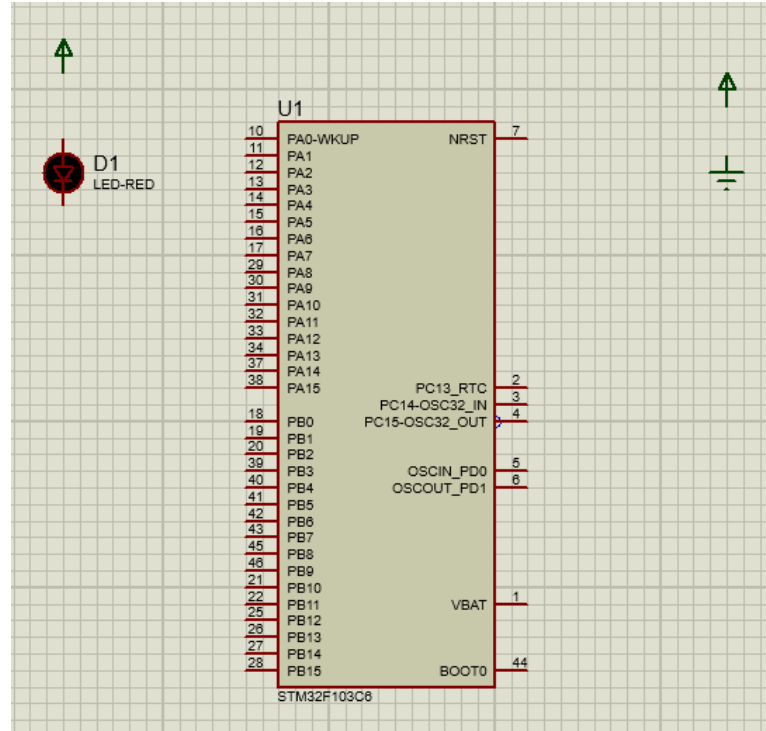 U1
D1
LED-RED
10 PA0-WKUP NRST 7
11 PA1
12 PA2
13 PA3
14 PA4
15 PA5
16 PA6
17 PA7
29 PA8
30 PA9
31 PA10
32 PA11
33 PA12
34 PA13
37 PA14
38 PA15 PC13_RTC 2
PC14-OSC32_IN 3
18 PB0 PC15-OSC32_OUT 4
19 PB1
20 PB2
39 PB3 OSCIN_PD0 5
40 PB4 OSCOUT_PD1 6
41 PB5
42 PB6
43 PB7
45 PB8
46 PB9
21 PB10
22 PB11 VBAT 1
25 PB12
26 PB13
27 PB14
28 PB15 BOOT0 44
STM32F103C6